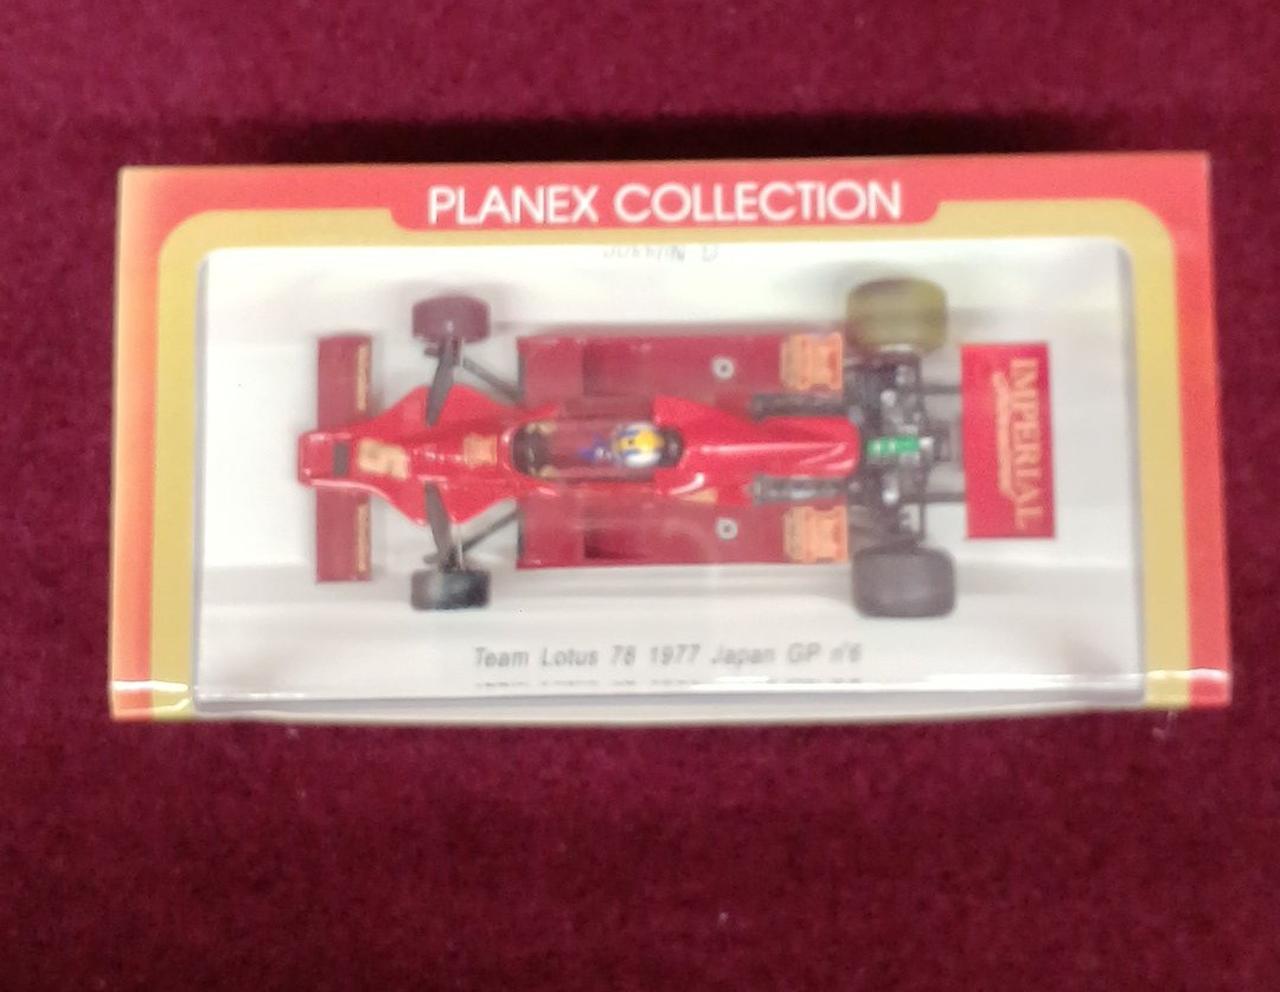 PLANEX COLLECTION
IMPERIAL
Team Lotus 78 1977 Japan GP n°6